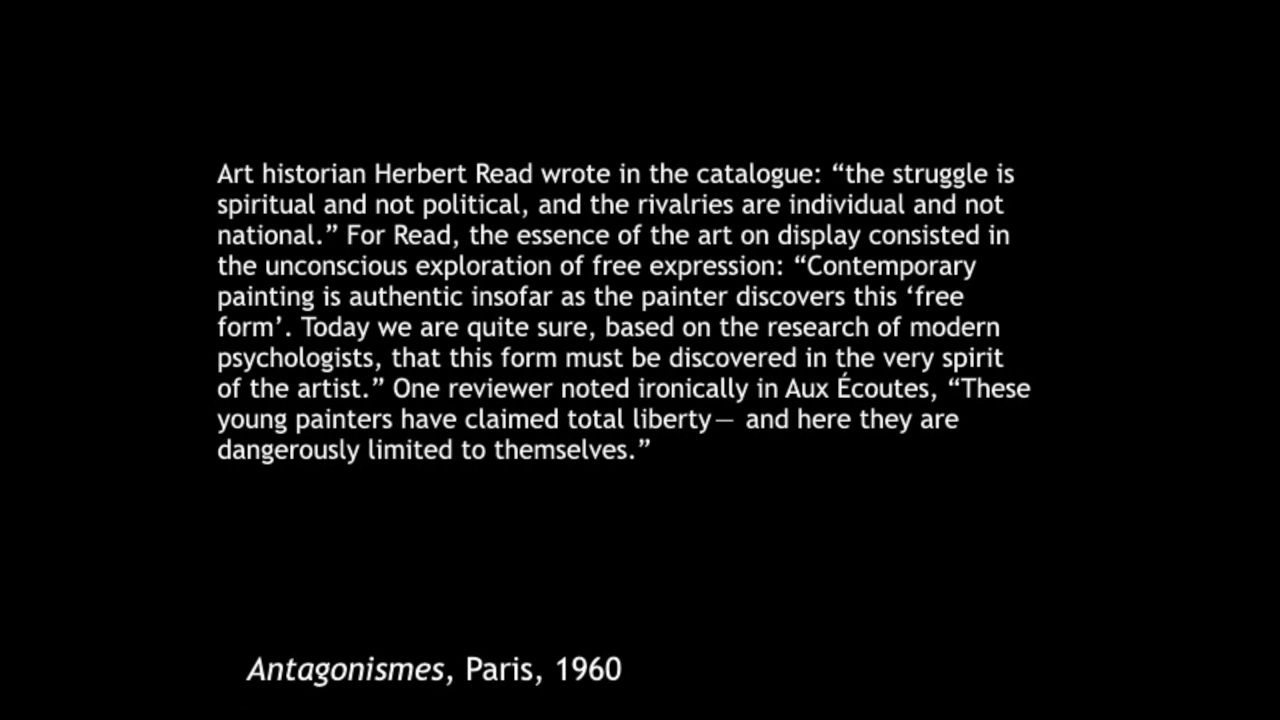 Art historian Herbert Read wrote in the catalogue: “the struggle is
spiritual and not political, and the rivalries are individual and not
national.” For Read, the essence of the art on display consisted in
the unconscious exploration of free expression: “Contemporary
painting is authentic insofar as the painter discovers this ‘free
form’. Today we are quite sure, based on the research of modern
psychologists, that this form must be discovered in the very spirit
of the artist.” One reviewer noted ironically in Aux Écoutes, “These
young painters have claimed total liberty— and here they are
dangerously limited to themselves.”
Antagonismes, Paris, 1960